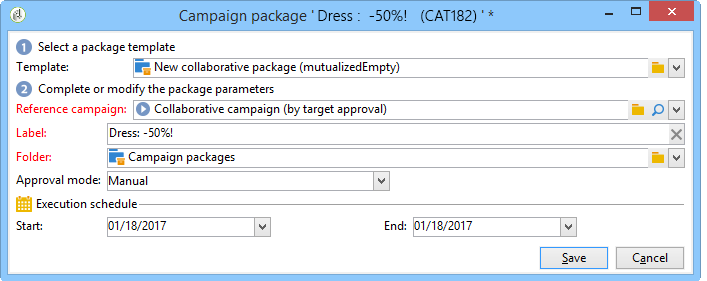 Campaign package ' Dress :  -50%!   (CAT182) ' *
1 Select a package template
Template: New collaborative package (mutualizedEmpty)
2 Complete or modify the package parameters
Reference campaign: Collaborative campaign (by target approval)
Label: Dress: -50%!
Folder: Campaign packages
Approval mode: Manual
Execution schedule
Start: 01/18/2017 End: 01/18/2017
Save Cancel